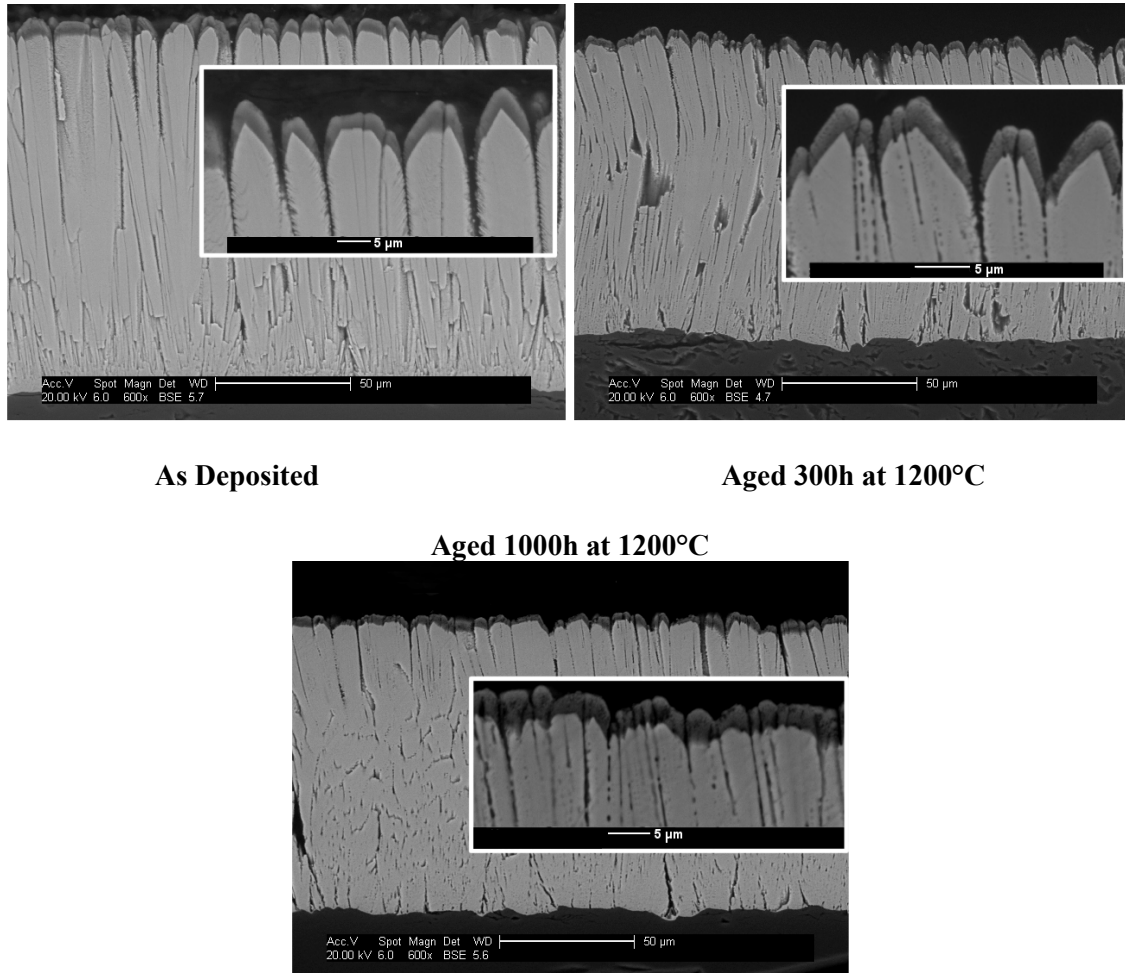 5 µm
Acc.V Spot Magn Det WD 50 µm
20.00 kV 6.0 600x BSE 5.7
5 µm
Acc.V Spot Magn Det WD 50 µm
20.00 kV 6.0 600x BSE 4.7
As Deposited
Aged 300h at 1200°C
Aged 1000h at 1200°C
5 µm
Acc.V Spot Magn Det WD 50 µm
20.00 kV 6.0 600x BSE 5.6